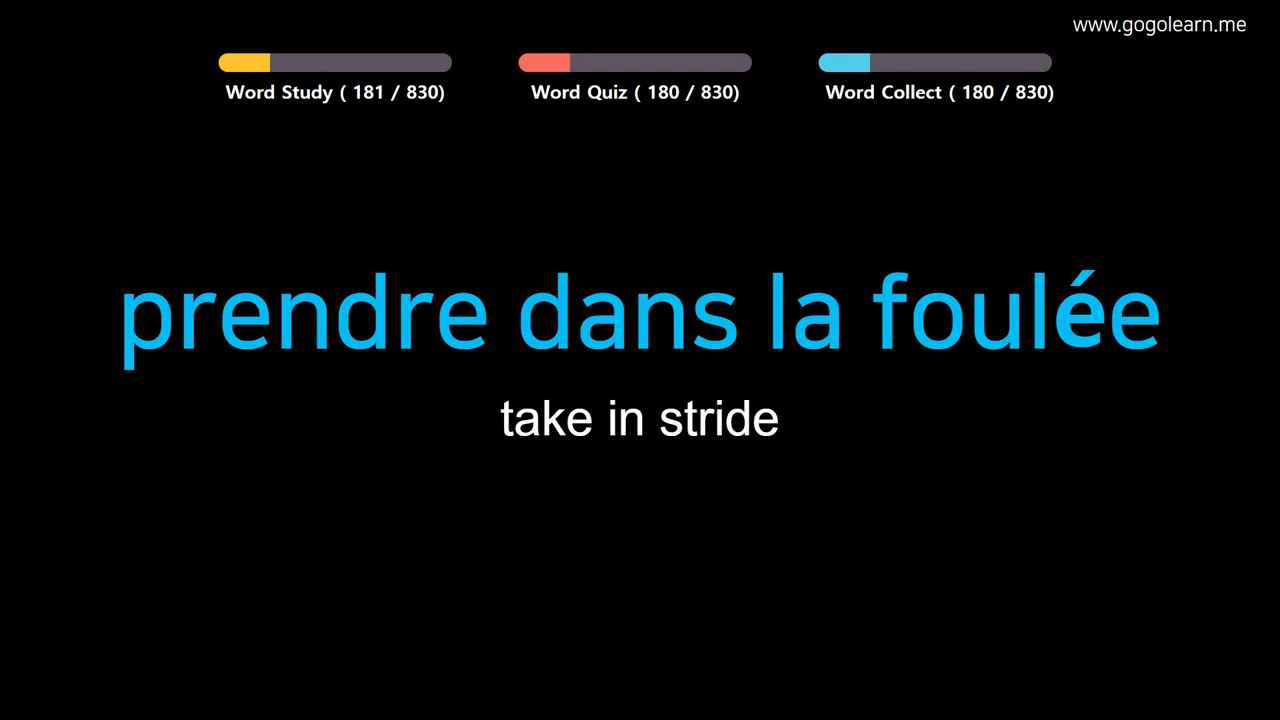 www.gogolearn.me
Word Study ( 181 / 830)
Word Quiz ( 180 / 830)
Word Collect ( 180 / 830)
prendre dans la foulée
take in stride